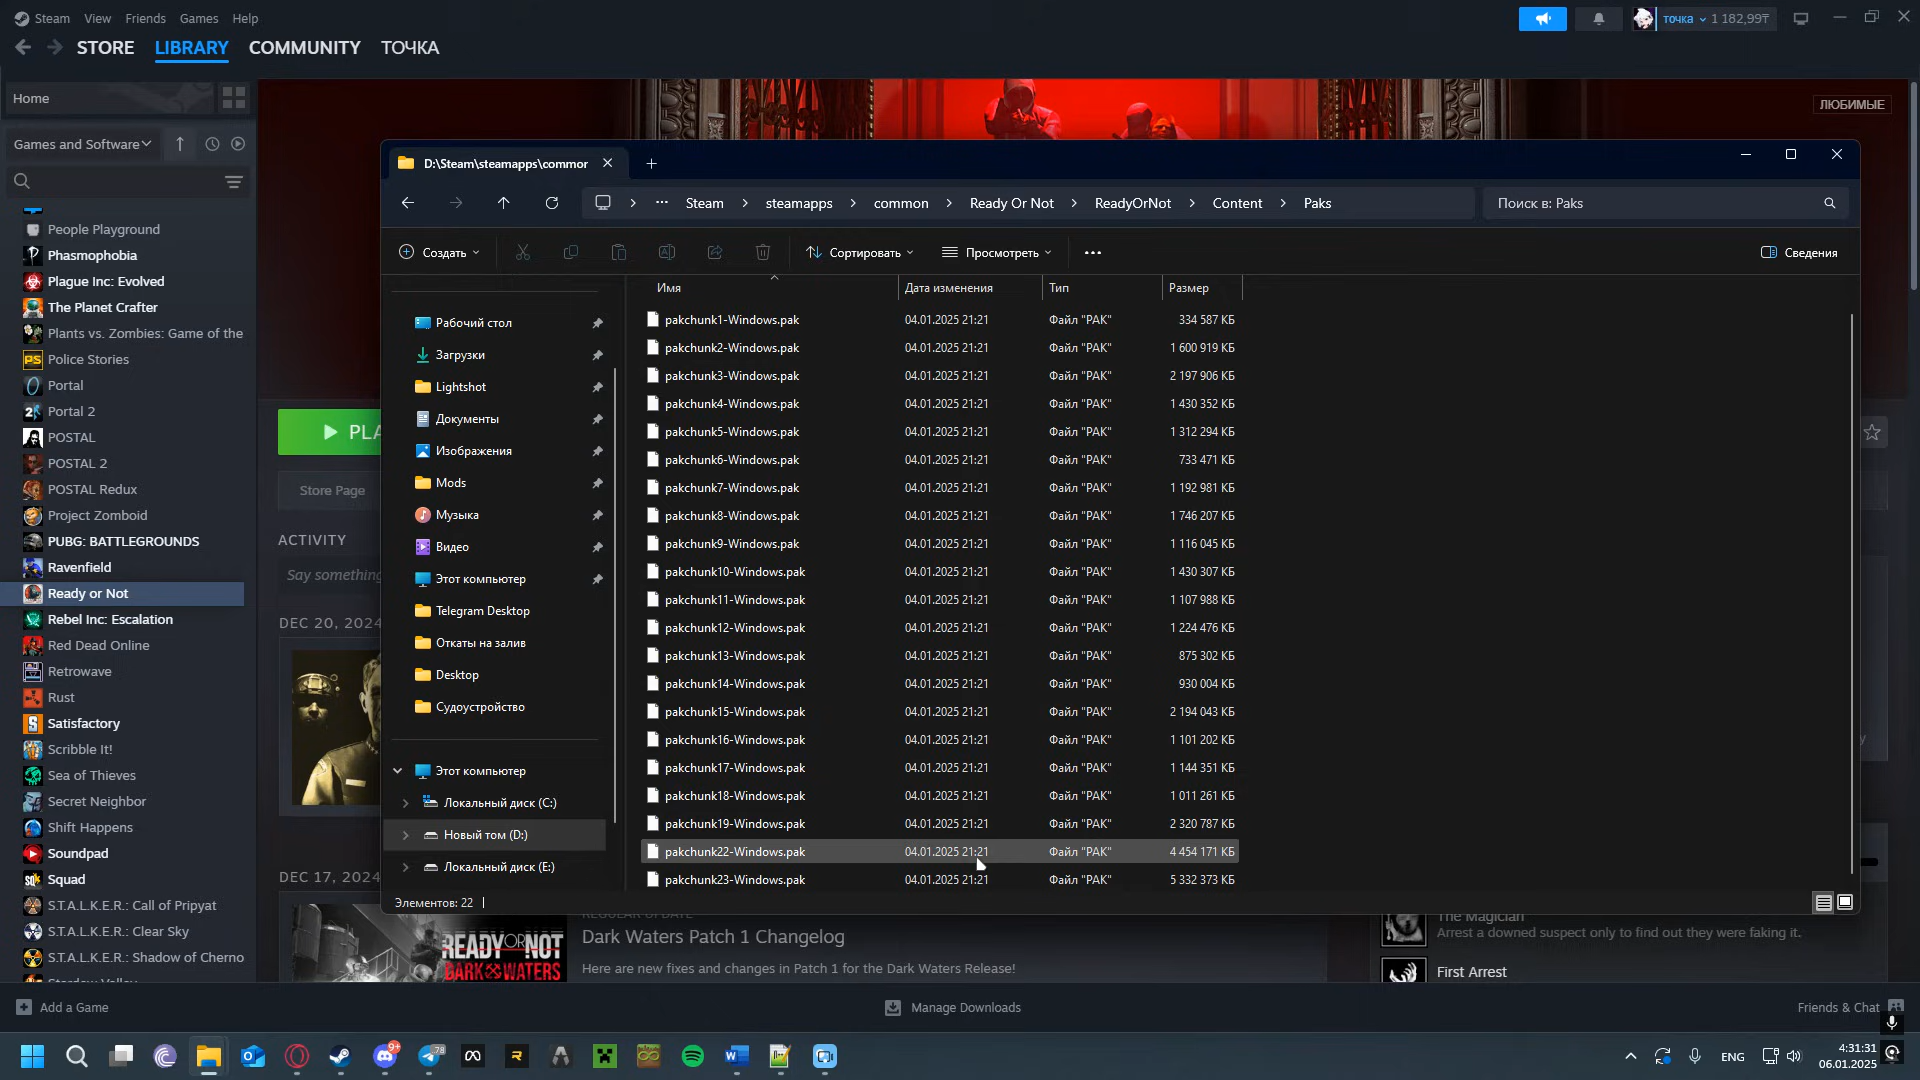 Steam View Friends Games Help
точка 1 182,99₸
STORE LIBRARY COMMUNITY ТОЧКА
Home
ЛЮБИМЫЕ
Games and Software
D:\Steam\steamapps\commor
Steam steamapps common Ready Or Not ReadyOrNot Content Paks
Поиск в: Paks
Создать
Сортировать
Просмотреть
Сведения
Имя Дата изменения Тип Размер
pakchunk1-Windows.pak 04.01.2025 21:21 Файл "PAK" 334 587 КБ
pakchunk2-Windows.pak 04.01.2025 21:21 Файл "PAK" 1 600 919 КБ
pakchunk3-Windows.pak 04.01.2025 21:21 Файл "PAK" 2 197 906 КБ
pakchunk4-Windows.pak 04.01.2025 21:21 Файл "PAK" 1 430 352 КБ
pakchunk5-Windows.pak 04.01.2025 21:21 Файл "PAK" 1 312 294 КБ
pakchunk6-Windows.pak 04.01.2025 21:21 Файл "PAK" 733 471 КБ
pakchunk7-Windows.pak 04.01.2025 21:21 Файл "PAK" 1 192 981 КБ
pakchunk8-Windows.pak 04.01.2025 21:21 Файл "PAK" 1 746 207 КБ
pakchunk9-Windows.pak 04.01.2025 21:21 Файл "PAK" 1 116 045 КБ
pakchunk10-Windows.pak 04.01.2025 21:21 Файл "PAK" 1 430 307 КБ
pakchunk11-Windows.pak 04.01.2025 21:21 Файл "PAK" 1 107 988 КБ
pakchunk12-Windows.pak 04.01.2025 21:21 Файл "PAK" 1 224 476 КБ
pakchunk13-Windows.pak 04.01.2025 21:21 Файл "PAK" 875 302 КБ
pakchunk14-Windows.pak 04.01.2025 21:21 Файл "PAK" 930 004 КБ
pakchunk15-Windows.pak 04.01.2025 21:21 Файл "PAK" 2 194 043 КБ
pakchunk16-Windows.pak 04.01.2025 21:21 Файл "PAK" 1 101 202 КБ
pakchunk17-Windows.pak 04.01.2025 21:21 Файл "PAK" 1 144 351 КБ
pakchunk18-Windows.pak 04.01.2025 21:21 Файл "PAK" 1 011 261 КБ
pakchunk19-Windows.pak 04.01.2025 21:21 Файл "PAK" 2 320 787 КБ
pakchunk22-Windows.pak 04.01.2025 21:21 Файл "PAK" 4 454 171 КБ
pakchunk23-Windows.pak 04.01.2025 21:21 Файл "PAK" 5 332 373 КБ
Рабочий стол
Загрузки
Lightshot
Документы
Изображения
Mods
Музыка
Видео
Этот компьютер
Telegram Desktop
Откаты на залив
Desktop
Судоустройство
Этот компьютер
Локальный диск (C:)
Новый том (D:)
Локальный диск (E:)
Элементов: 22
People Playground
Phasmophobia
Plague Inc: Evolved
The Planet Crafter
Plants vs. Zombies: Game of the
Police Stories
Portal
Portal 2
POSTAL
POSTAL 2
POSTAL Redux
Project Zomboid
PUBG: BATTLEGROUNDS
Ravenfield
Ready or Not
Rebel Inc: Escalation
Red Dead Online
Retrowave
Rust
Satisfactory
Scribble It!
Sea of Thieves
Secret Neighbor
Shift Happens
Soundpad
Squad
S.T.A.L.K.E.R.: Call of Pripyat
S.T.A.L.K.E.R.: Clear Sky
S.T.A.L.K.E.R.: Shadow of Cherno
Stardew Valley
PLA
Store Page
ACTIVITY
Say something
DEC 20, 2024
DEC 17, 2024
READY OR NOT
DARK WATERS
REGULAR UPDATE
Dark Waters Patch 1 Changelog
Here are new fixes and changes in Patch 1 for the Dark Waters Release!
The Magician
Arrest a downed suspect only to find out they were faking it.
First Arrest
Add a Game
Manage Downloads
Friends & Chat
9+
78
ENG
4:31:31
06.01.2025